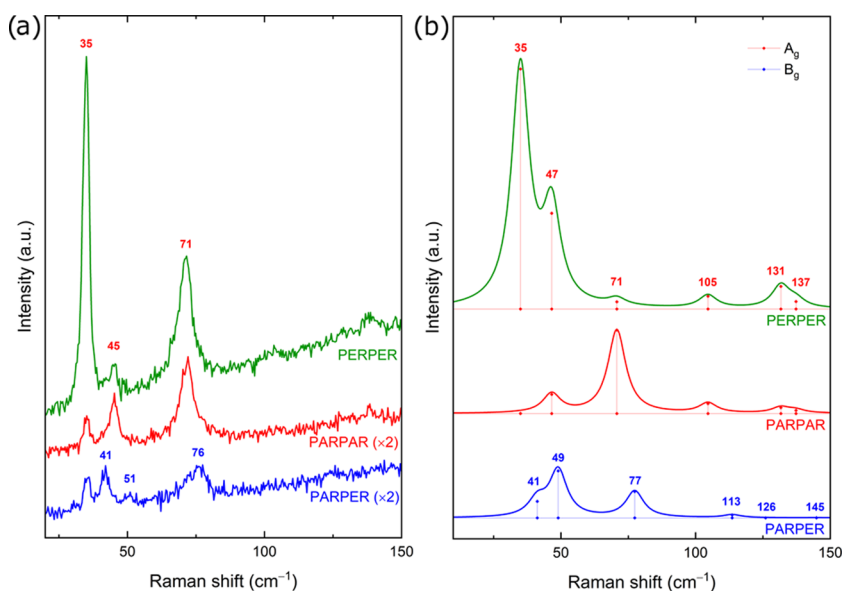 (a)
35
71
45
PERPER
PARPAR (×2)
41
51
76
PARPER (×2)
50
100
150
Raman shift (cm⁻¹)
Intensity (a.u.)
(b)
35
A_g
B_g
47
71
105
131
137
PERPER
PARPAR
41
49
77
113
126
145
PARPER
50
100
150
Raman shift (cm⁻¹)
Intensity (a.u.)